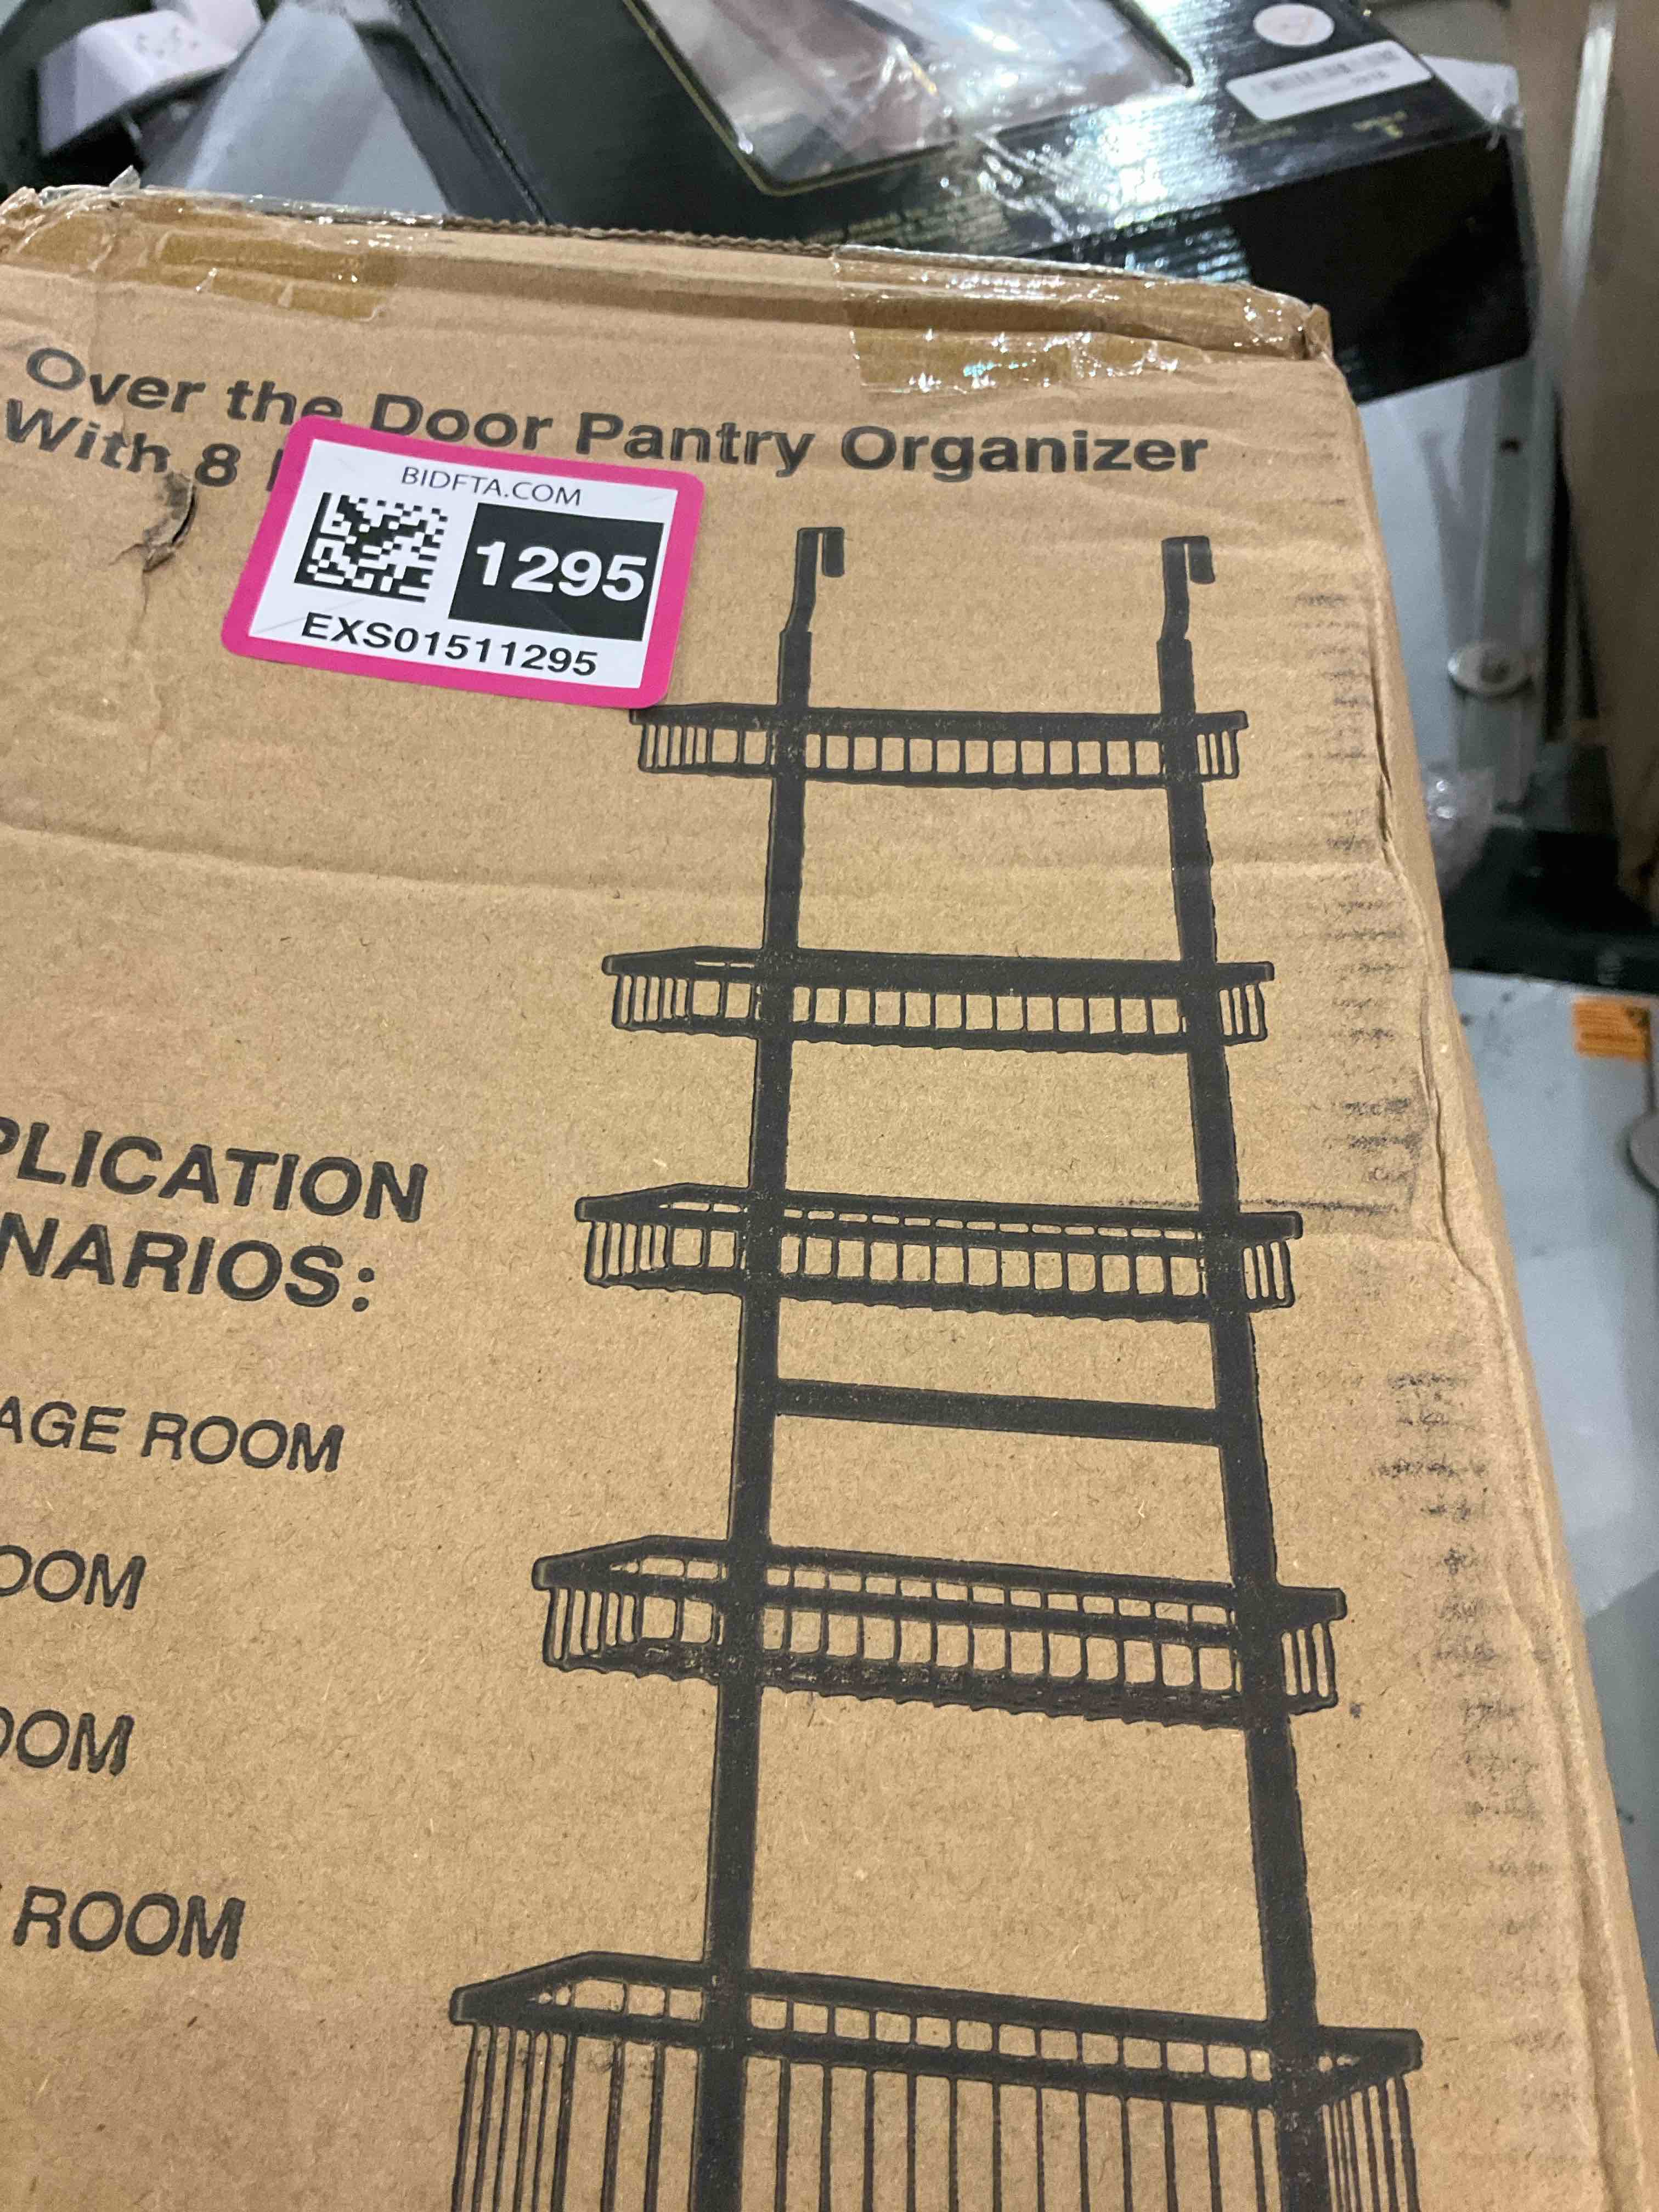 Over the Door Pantry Organizer
With 8
BIDFTA.COM
1295
EXS01511295
PLICATION
NARIOS:
AGE ROOM
OOM
OOM
ROOM